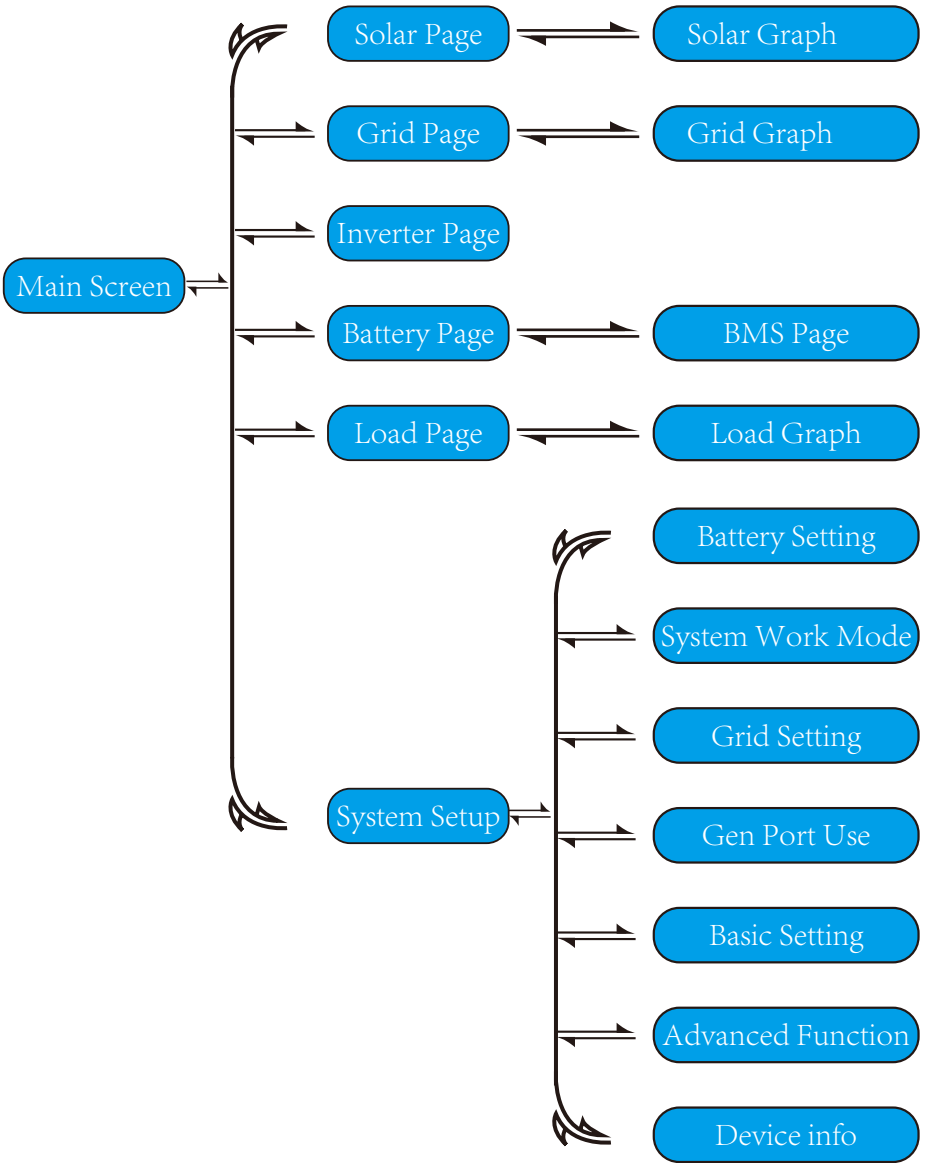 Solar Page
Solar Graph
Grid Page
Grid Graph
Inverter Page
Main Screen
Battery Page
BMS Page
Load Page
Load Graph
Battery Setting
System Work Mode
Grid Setting
System Setup
Gen Port Use
Basic Setting
Advanced Function
Device info